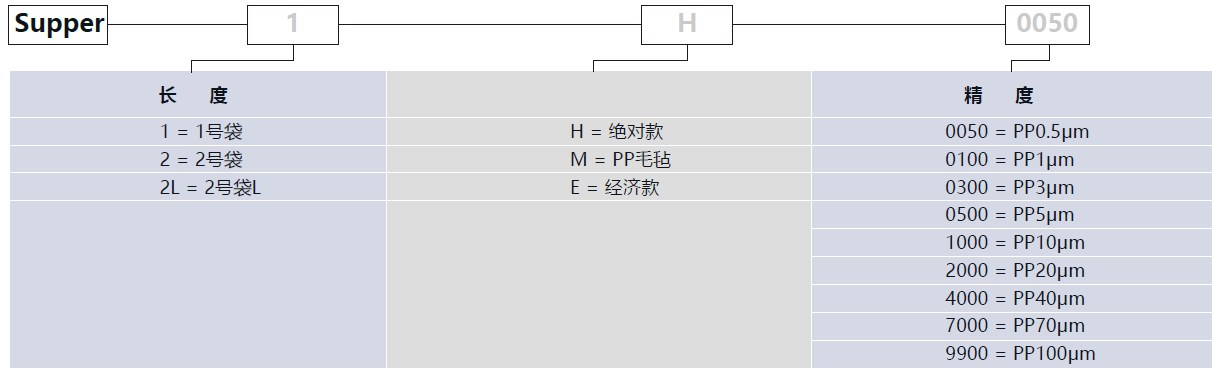 Supper 1 H 0050
长 度 精 度
1 = 1号袋 H = 绝对款 0050 = PP0.5μm
2 = 2号袋 M = PP毛毡 0100 = PP1μm
2L = 2号袋L E = 经济款 0300 = PP3μm
0500 = PP5μm
1000 = PP10μm
2000 = PP20μm
4000 = PP40μm
7000 = PP70μm
9900 = PP100μm